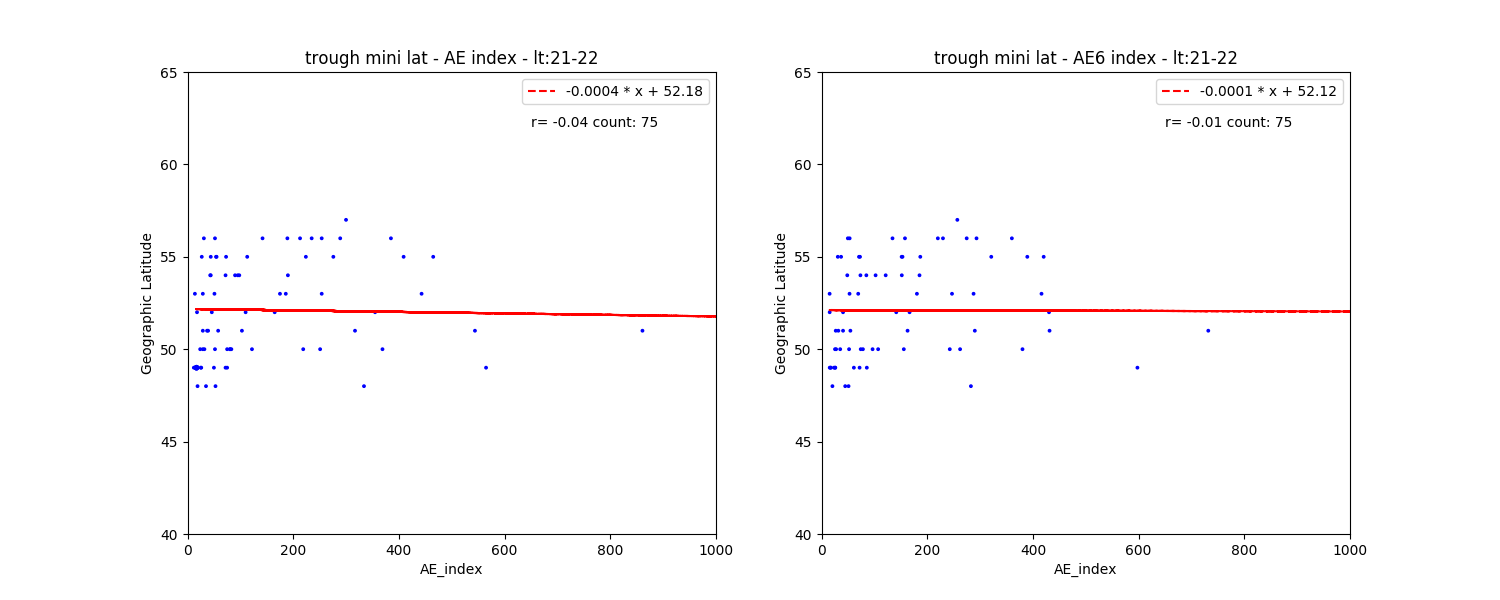 trough mini lat - AE index - lt:21-22
-0.0004 * x + 52.18
r= -0.04 count: 75
65
60
55
50
45
40
Geographic Latitude
0 200 400 600 800 1000
AE_index
trough mini lat - AE6 index - lt:21-22
-0.0001 * x + 52.12
r= -0.01 count: 75
65
60
55
50
45
40
Geographic Latitude
0 200 400 600 800 1000
AE_index